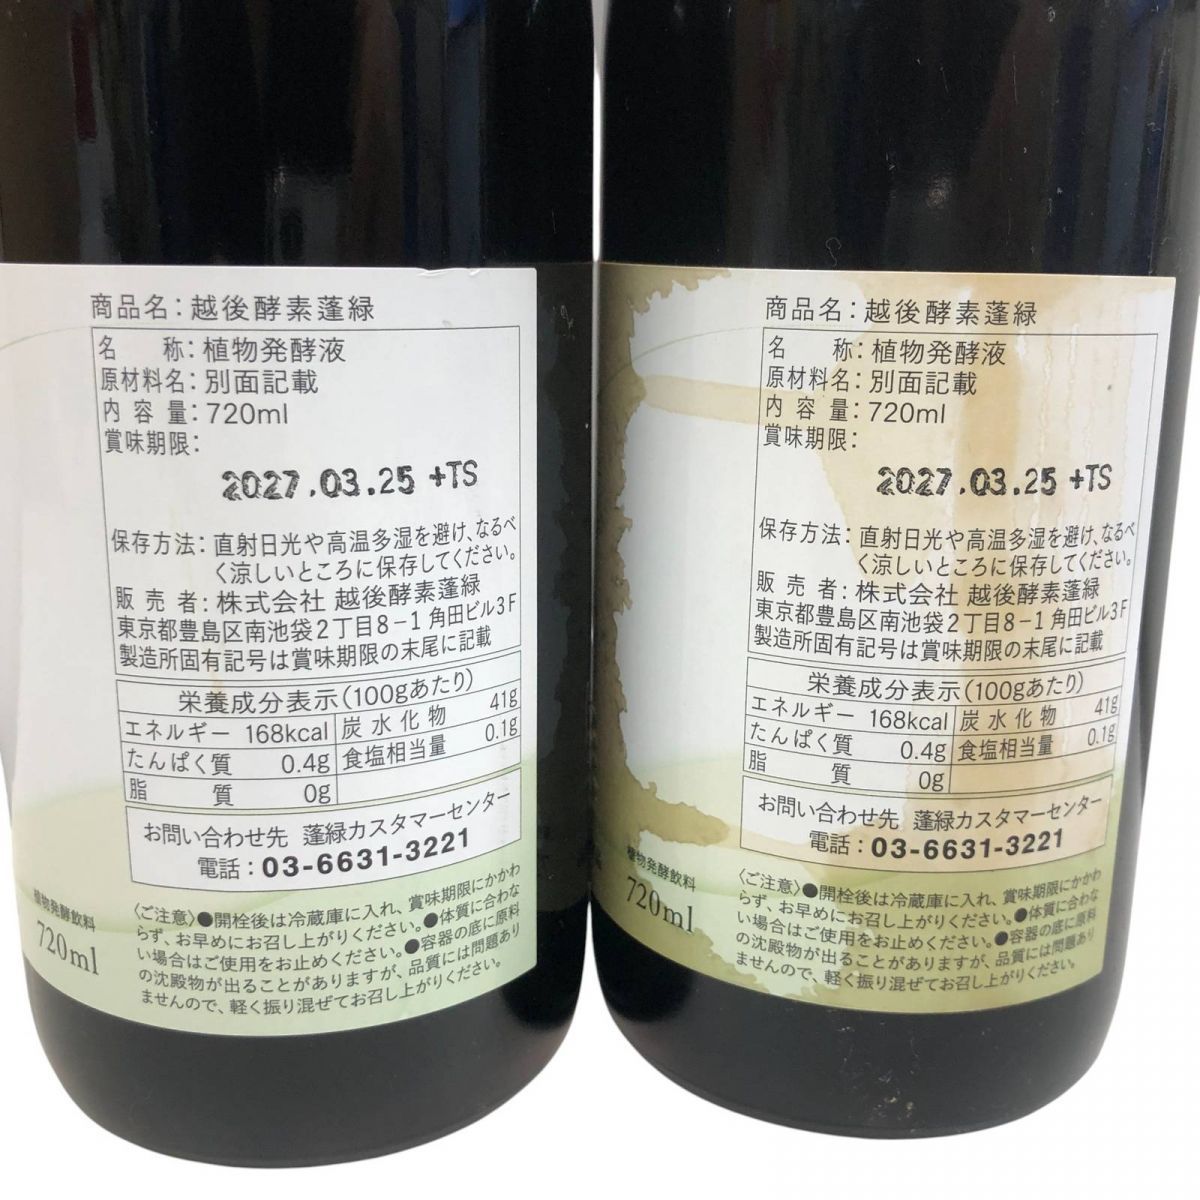 商品名：越後酵素蓬緑
名　　称：植物発酵液
原材料名：別面記載
内 容 量：720ml
賞味期限：
2027.03.25 +TS
保存方法：直射日光や高温多湿を避け、なるべ
く涼しいところに保存してください。
販 売 者：株式会社 越後酵素蓬緑
東京都豊島区南池袋2丁目8-1 角田ビル3F
製造所固有記号は賞味期限の末尾に記載
栄養成分表示(100gあたり)
エネルギー 168kcal 炭水化物 41g
たんぱく質 0.4g 食塩相当量 0.1g
脂　　質 0g
お問い合わせ先 蓬緑カスタマーセンター
電話：03-6631-3221
植物発酵飲料
720ml
〈ご注意〉●開栓後は冷蔵庫に入れ、賞味期限にかかわ
らず、お早めにお召し上がりください。●体質に合わな
い場合はご使用をお止めください。●容器の底に原料
の沈殿物が出ることがありますが、品質には問題あり
ませんので、軽く振り混ぜてお召し上がりください。
商品名：越後酵素蓬緑
名　　称：植物発酵液
原材料名：別面記載
内 容 量：720ml
賞味期限：
2027.03.25 +TS
保存方法：直射日光や高温多湿を避け、なるべ
く涼しいところに保存してください。
販 売 者：株式会社 越後酵素蓬緑
東京都豊島区南池袋2丁目8-1 角田ビル3F
製造所固有記号は賞味期限の末尾に記載
栄養成分表示(100gあたり)
エネルギー 168kcal 炭水化物 41g
たんぱく質 0.4g 食塩相当量 0.1g
脂　　質 0g
お問い合わせ先 蓬緑カスタマーセンター
電話：03-6631-3221
植物発酵飲料
720ml
〈ご注意〉●開栓後は冷蔵庫に入れ、賞味期限にかかわ
らず、お早めにお召し上がりください。●体質に合わな
い場合はご使用をお止めください。●容器の底に原料
の沈殿物が出ることがありますが、品質には問題あり
ませんので、軽く振り混ぜてお召し上がりください。